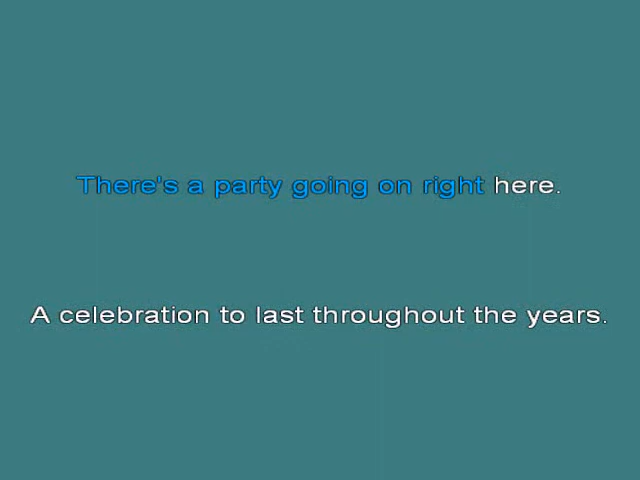 There's a party going on right here.
A celebration to last throughout the years.